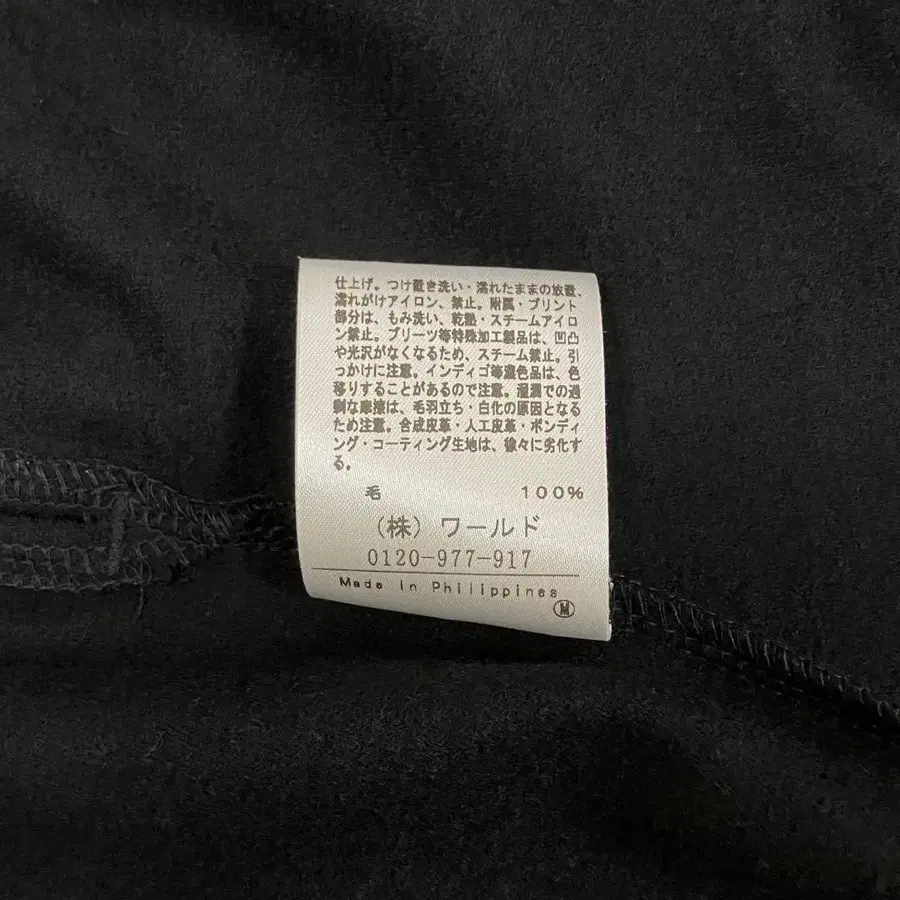 仕上げ。つけ置き洗い・濡れたままの放置、
濡れがけアイロン、禁止。附属・プリント
部分は、もみ洗い、乾熱・スチームアイロ
ン禁止。プリーツ等特殊加工製品は、凹凸
や光沢がなくなるため、スチーム禁止。引
っかけに注意。インディゴ等濃色品は、色
移りすることがあるので注意。湿潤での過
剰な摩擦は、毛羽立ち・白化の原因となる
ため注意。合成皮革・人工皮革・ボンディ
ング・コーティング生地は、徐々に劣化す
る。
毛 100%
(株)ワールド
0120-977-917
Made in Philippines
M